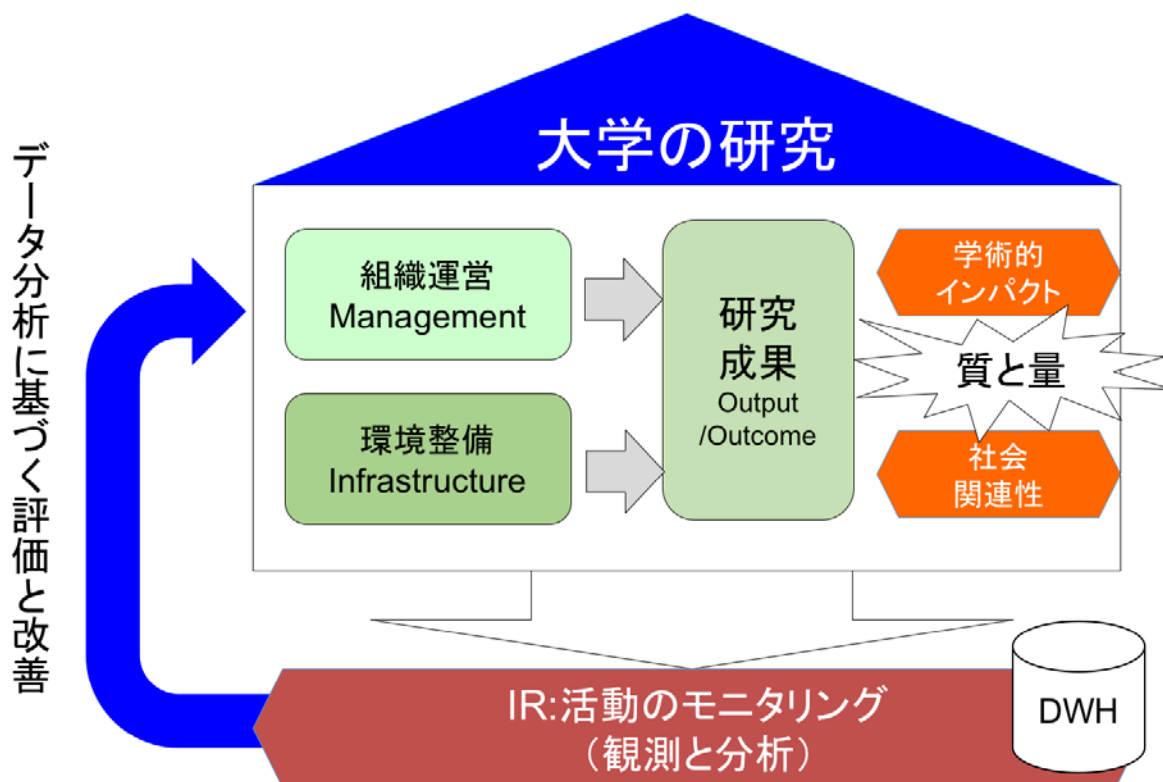 大学の研究
データ分析に基づく評価と改善
組織運営
Management
環境整備
Infrastructure
研究
成果
Output
/Outcome
学術的
インパクト
質と量
社会
関連性
IR:活動のモニタリング
（観測と分析）
DWH